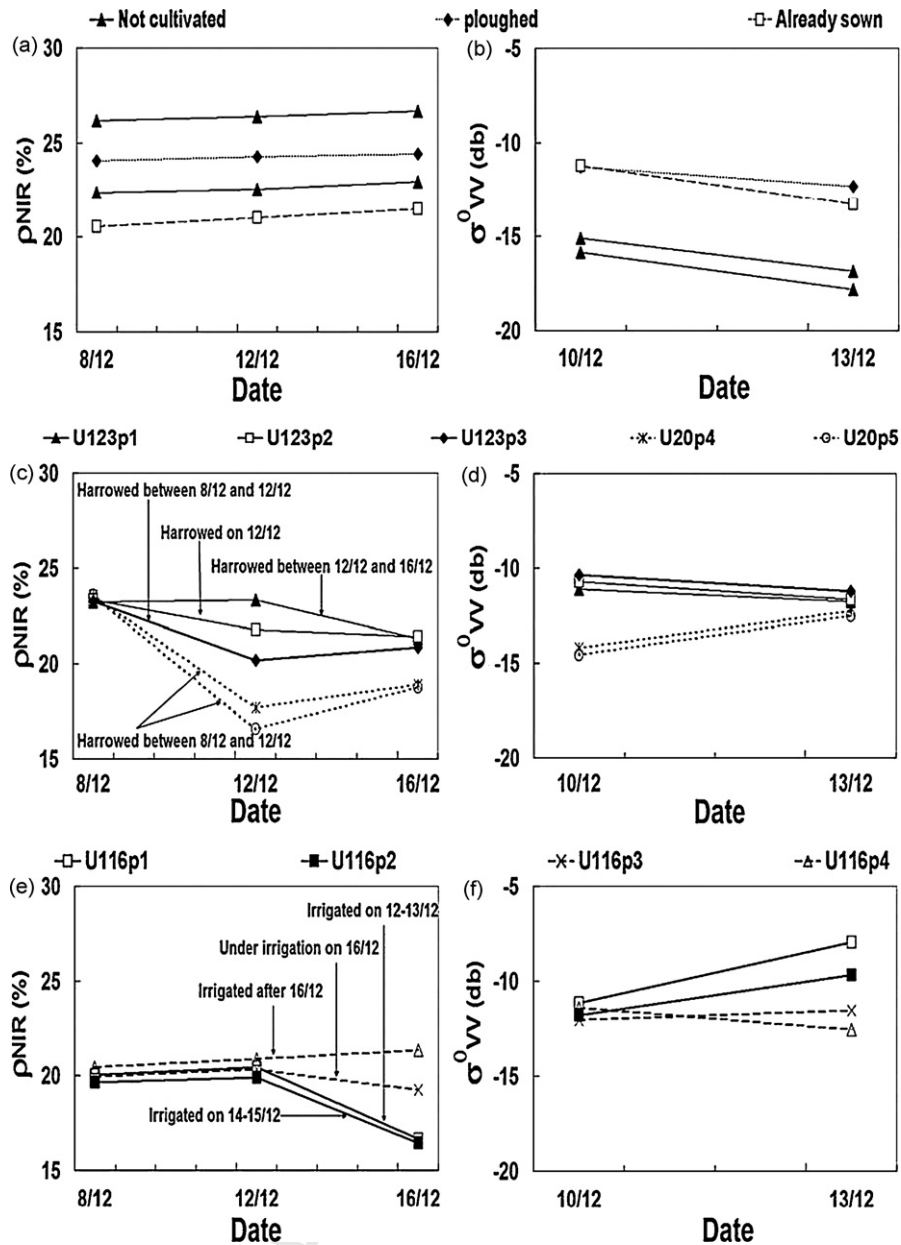 Not cultivated ploughed Already sown
(a) (b)
30 -5
25 -10
20 -15
15 -20
ρNIR (%) σ⁰VV (db)
8/12 12/12 16/12 10/12 13/12
Date Date
U123p1 U123p2 U123p3 U20p4 U20p5
(c) (d)
30 -5
Harrowed between 8/12 and 12/12
Harrowed on 12/12
Harrowed between 12/12 and 16/12
25 -10
20 -15
Harrowed between 8/12 and 12/12
15 -20
ρNIR (%) σ⁰VV (db)
8/12 12/12 16/12 10/12 13/12
Date Date
U116p1 U116p2 U116p3 U116p4
(e) (f)
30 -5
Irrigated on 12-13/12
Under irrigation on 16/12
Irrigated after 16/12
25 -10
20 -15
Irrigated on 14-15/12
15 -20
ρNIR (%) σ⁰VV (db)
8/12 12/12 16/12 10/12 13/12
Date Date